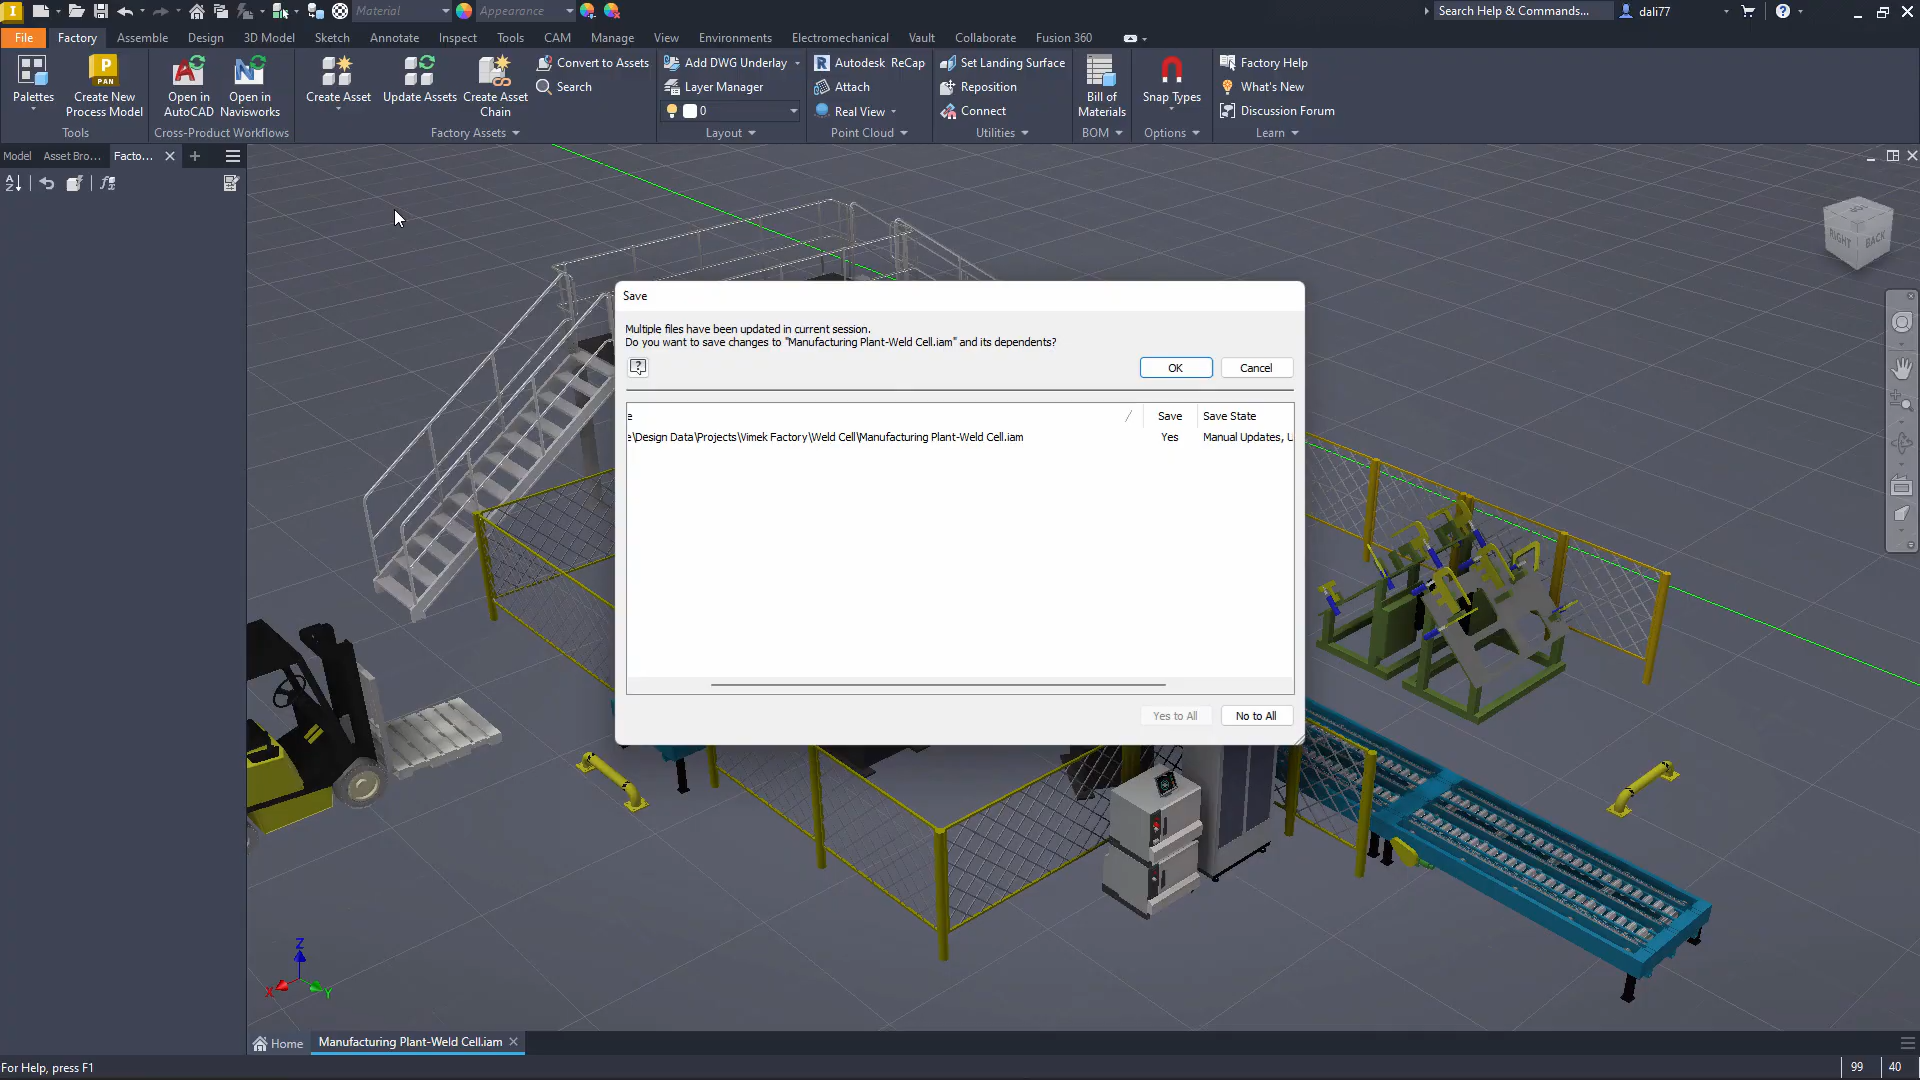 I Material Appearance Search Help & Commands... dali77
File Factory Assemble Design 3D Model Sketch Annotate Inspect Tools CAM Manage View Environments Electromechanical Vault Collaborate Fusion 360
Palettes
P
PAN
Create New
Process Model
Tools
Open in
AutoCAD
Open in
Navisworks
Cross-Product Workflows
Create Asset
Update Assets
Create Asset
Chain
Convert to Assets
Search
Factory Assets
Add DWG Underlay
Layer Manager
0
Layout
Autodesk ReCap
Attach
Real View
Point Cloud
Set Landing Surface
Reposition
Connect
Utilities
Bill of
Materials
BOM
Snap Types
Options
Factory Help
What's New
Discussion Forum
Learn
Model Asset Bro... Facto...
RIGHT BACK
Save
Multiple files have been updated in current session.
Do you want to save changes to "Manufacturing Plant-Weld Cell.iam" and its dependents?
OK Cancel
e Save Save State
e\Design Data\Projects\Vimek Factory\Weld Cell\Manufacturing Plant-Weld Cell.iam Yes Manual Updates, U
Yes to All No to All
Z
X Y
Home Manufacturing Plant-Weld Cell.iam
For Help, press F1 99 40